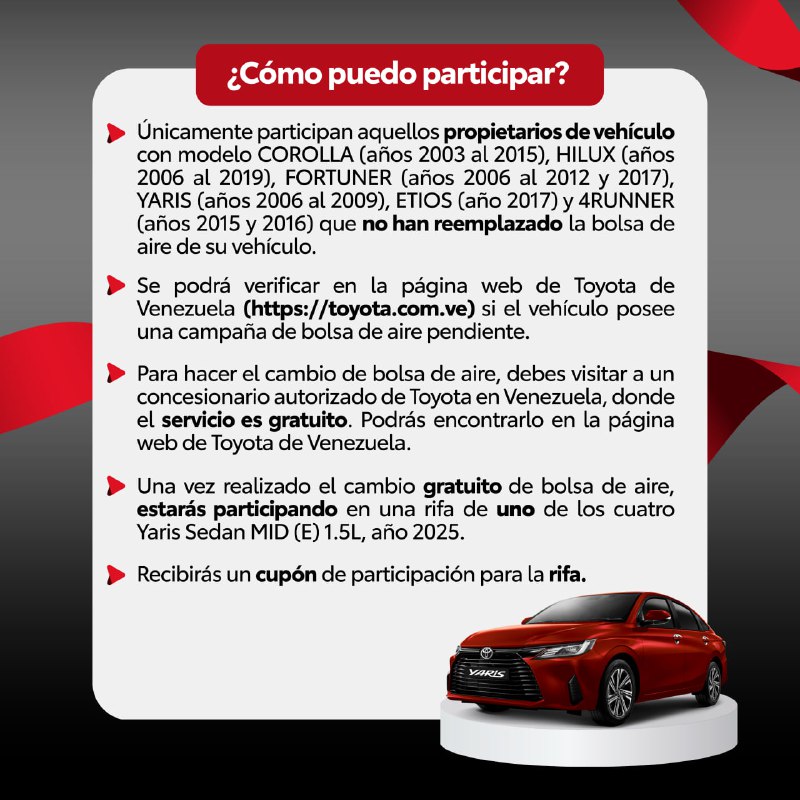 ¿Cómo puedo participar?
Únicamente participan aquellos propietarios de vehículo
con modelo COROLLA (años 2003 al 2015), HILUX (años
2006 al 2019), FORTUNER (años 2006 al 2012 y 2017),
YARIS (años 2006 al 2009), ETIOS (año 2017) y 4RUNNER
(años 2015 y 2016) que no han reemplazado la bolsa de
aire de su vehículo.
Se podrá verificar en la página web de Toyota de
Venezuela (https://toyota.com.ve) si el vehículo posee
una campaña de bolsa de aire pendiente.
Para hacer el cambio de bolsa de aire, debes visitar a un
concesionario autorizado de Toyota en Venezuela, donde
el servicio es gratuito. Podrás encontrarlo en la página
web de Toyota de Venezuela.
Una vez realizado el cambio gratuito de bolsa de aire,
estarás participando en una rifa de uno de los cuatro
Yaris Sedan MID (E) 1.5L, año 2025.
Recibirás un cupón de participación para la rifa.
YARIS